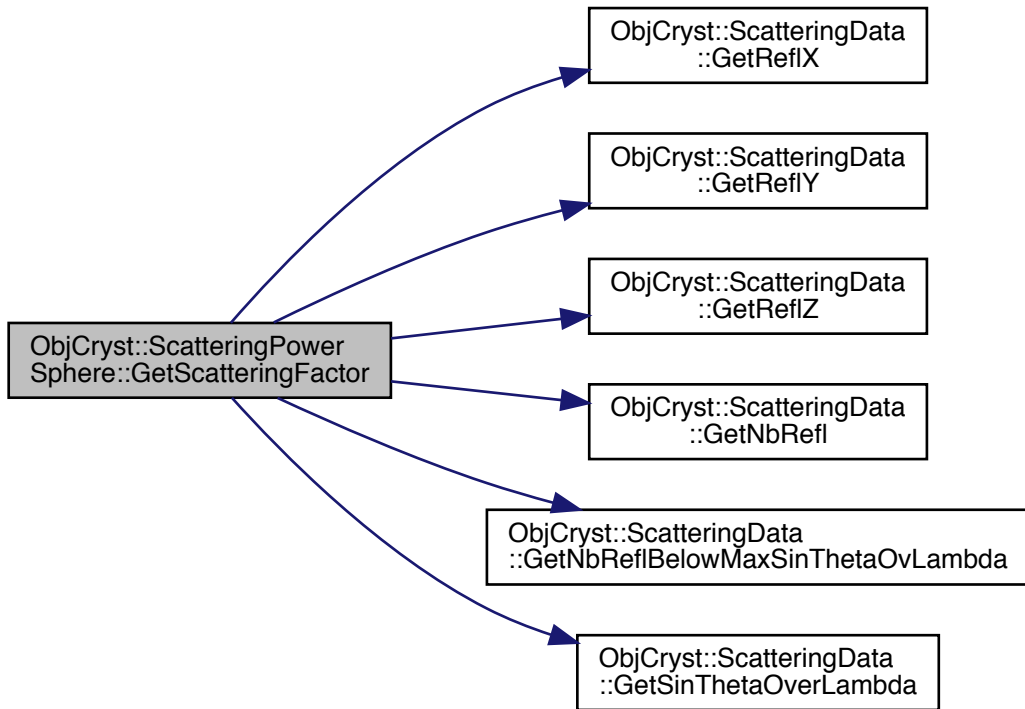 ObjCryst::ScatteringData
::GetReflX
ObjCryst::ScatteringData
::GetReflY
ObjCryst::ScatteringData
::GetReflZ
ObjCryst::ScatteringPower
Sphere::GetScatteringFactor
ObjCryst::ScatteringData
::GetNbRefl
ObjCryst::ScatteringData
::GetNbReflBelowMaxSinThetaOvLambda
ObjCryst::ScatteringData
::GetSinThetaOverLambda